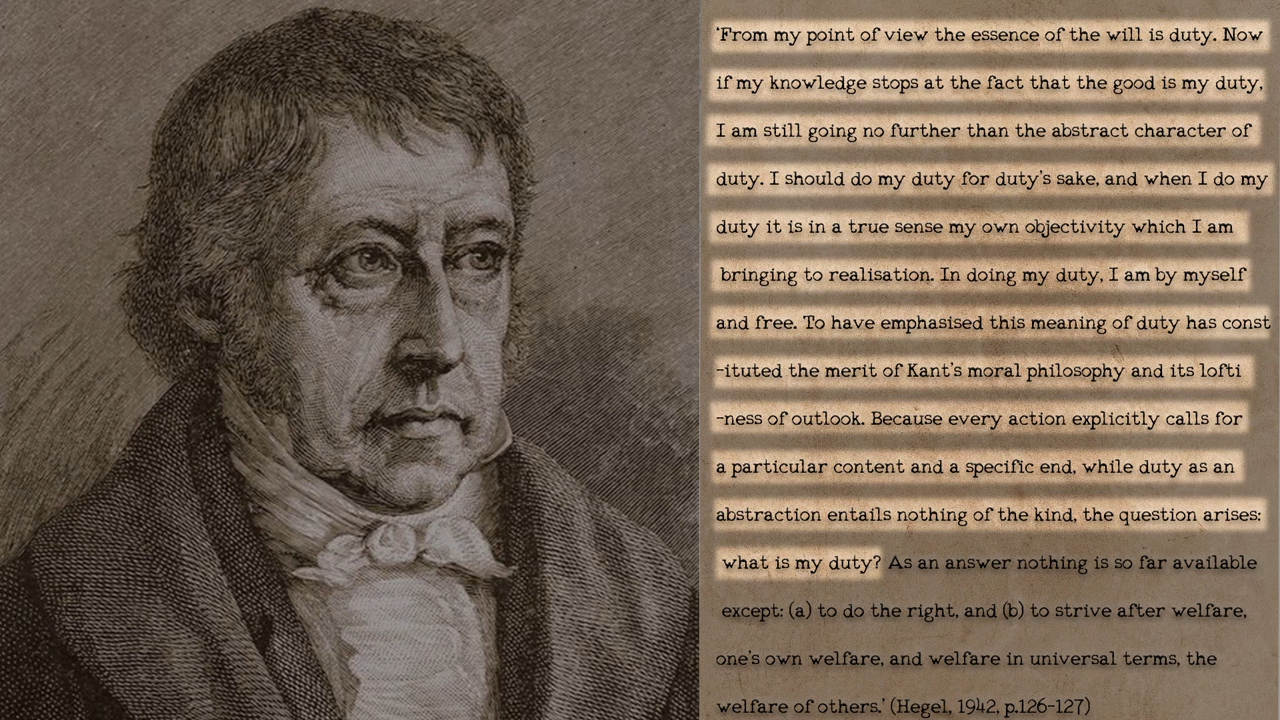 ‘From my point of view the essence of the will is duty. Now
if my knowledge stops at the fact that the good is my duty,
I am still going no further than the abstract character of
duty. I should do my duty for duty’s sake, and when I do my
duty it is in a true sense my own objectivity which I am
bringing to realisation. In doing my duty, I am by myself
and free. To have emphasised this meaning of duty has const
-ituted the merit of Kant’s moral philosophy and its lofti
-ness of outlook. Because every action explicitly calls for
a particular content and a specific end, while duty as an
abstraction entails nothing of the kind, the question arises:
what is my duty? As an answer nothing is so far available
except: (a) to do the right, and (b) to strive after welfare,
one’s own welfare, and welfare in universal terms, the
welfare of others.’ (Hegel, 1942, p.126-127)